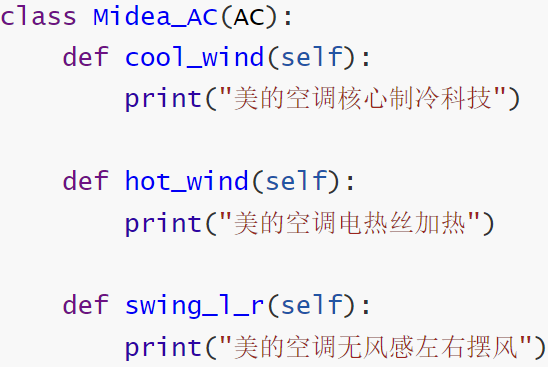 class Midea_AC(AC):
    def cool_wind(self):
        print("美的空调核心制冷科技")
    def hot_wind(self):
        print("美的空调电热丝加热")
    def swing_l_r(self):
        print("美的空调无风感左右摆风")